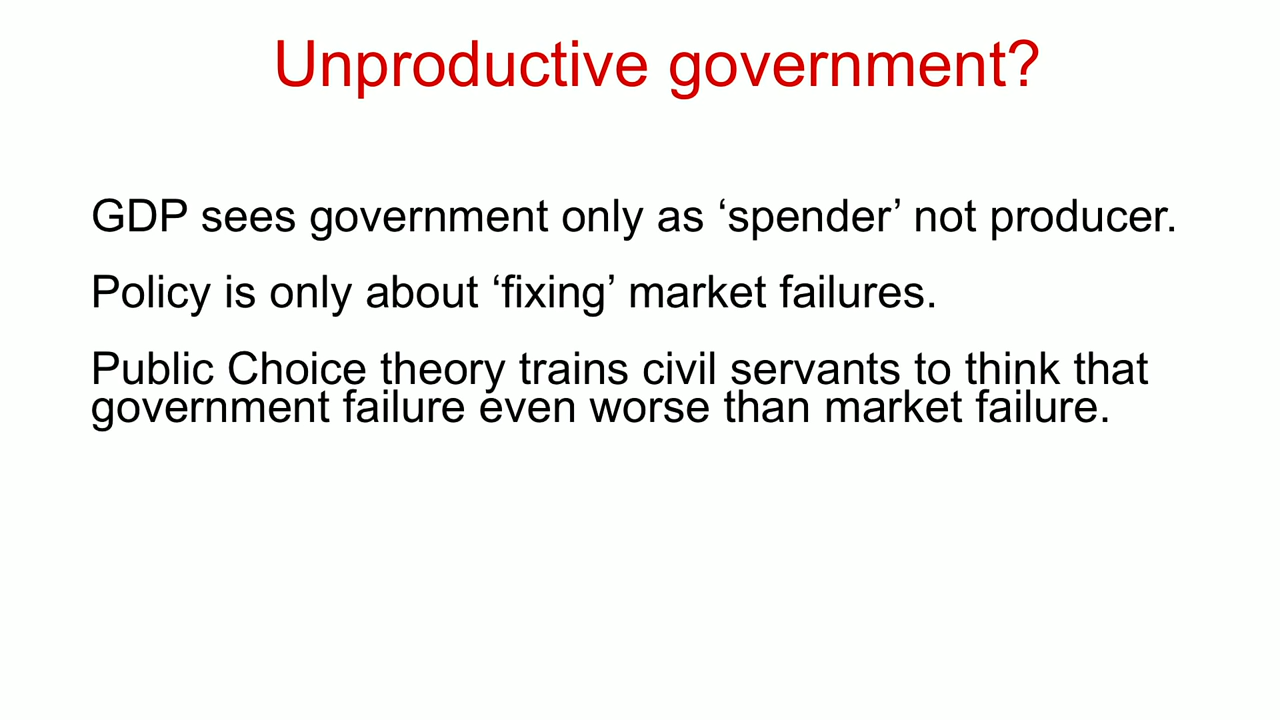 Unproductive government?
GDP sees government only as ‘spender’ not producer.
Policy is only about ‘fixing’ market failures.
Public Choice theory trains civil servants to think that
government failure even worse than market failure.